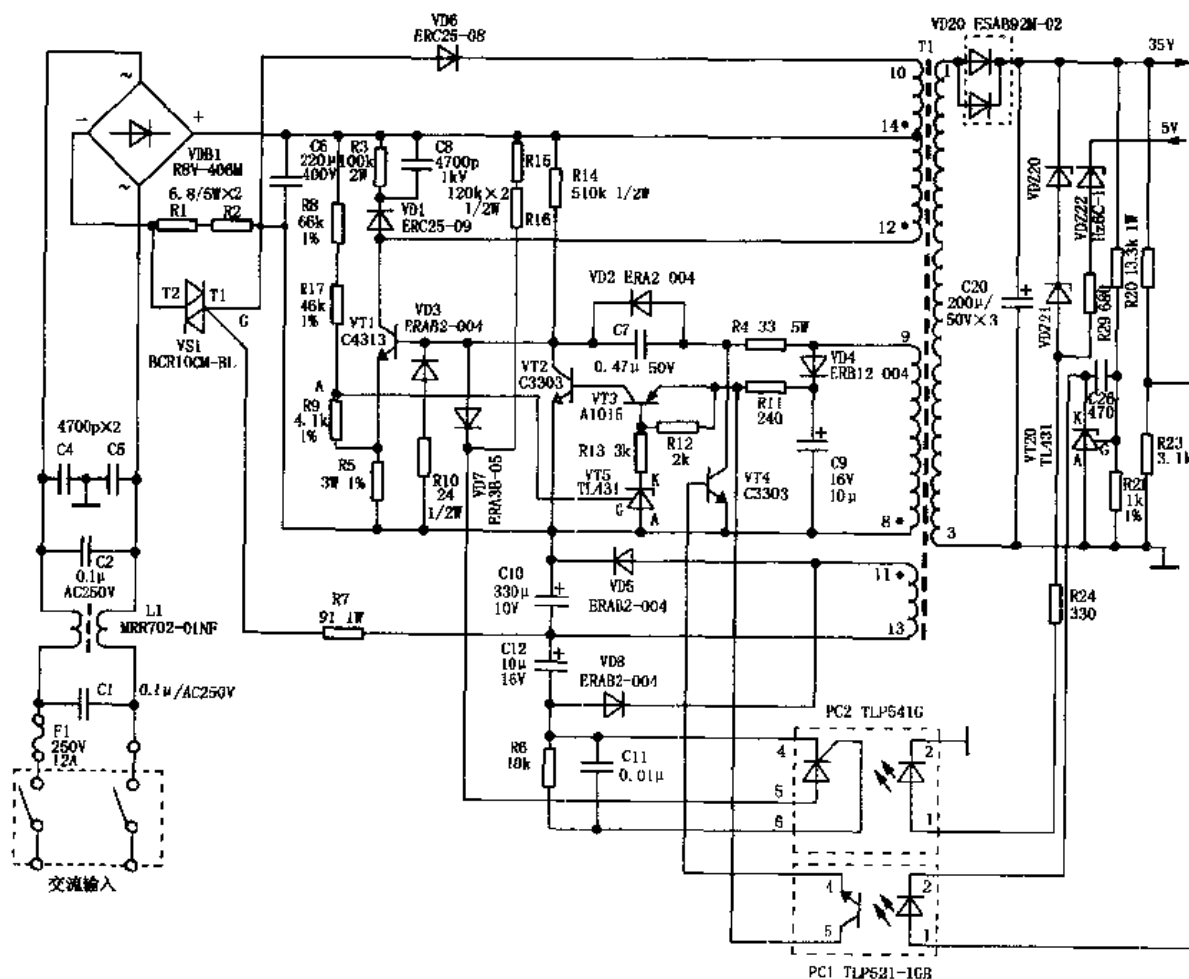 VD6
ERC25-08
VD20 ESAB92M-02
T1
10
1
35V
14
5V
~
+
VDB1
R8V-406M
~
6.8/5W×2
R1
R2
C6
220μ
400V
R3
100k
2W
C8
4700p
1kV
120k×2
1/2W
R15
R16
R14
510k 1/2W
R8
66k
1%
VD1
ERC25-09
12
VDZ20
VDZ22
R20 13.3k 1W
T2
T1
G
VS1
BCR10CM-8L
R17
46k
1%
VT1
C4313
VD3
ERAB2-004
VD2 ERA2 004
C7
0.47μ 50V
R4 33 5W
9
C20
200μ/
50V×3
VDZ21
R29 680
VT2
C3303
VT3
A1015
R11
240
VD4
ERB12 004
A
R9
4.1k
1%
R5
3W 1%
R10
24
1/2W
VD7
ERA38-05
R13 3k
R12
2k
VT5
TL431
K
G
A
VT4
C3303
C9
16V
10μ
8
C26
470
VT20
TL431
K
G
A
R21
1k
1%
R23
3.1k
3
4700p×2
C4
C5
C2
0.1μ
AC250V
L1
MRR702-01NF
C10
330μ
10V
VD5
ERAB2-004
11
13
R24
330
R7
91 1W
C12
10μ
16V
VD8
ERAB2-004
C1
0.1μ/AC250V
F1
250V
12A
R6
10k
C11
0.01μ
PC2 TLP541G
4
5
6
2
1
交流输入
4
5
2
1
PC1 TLP521-1GB